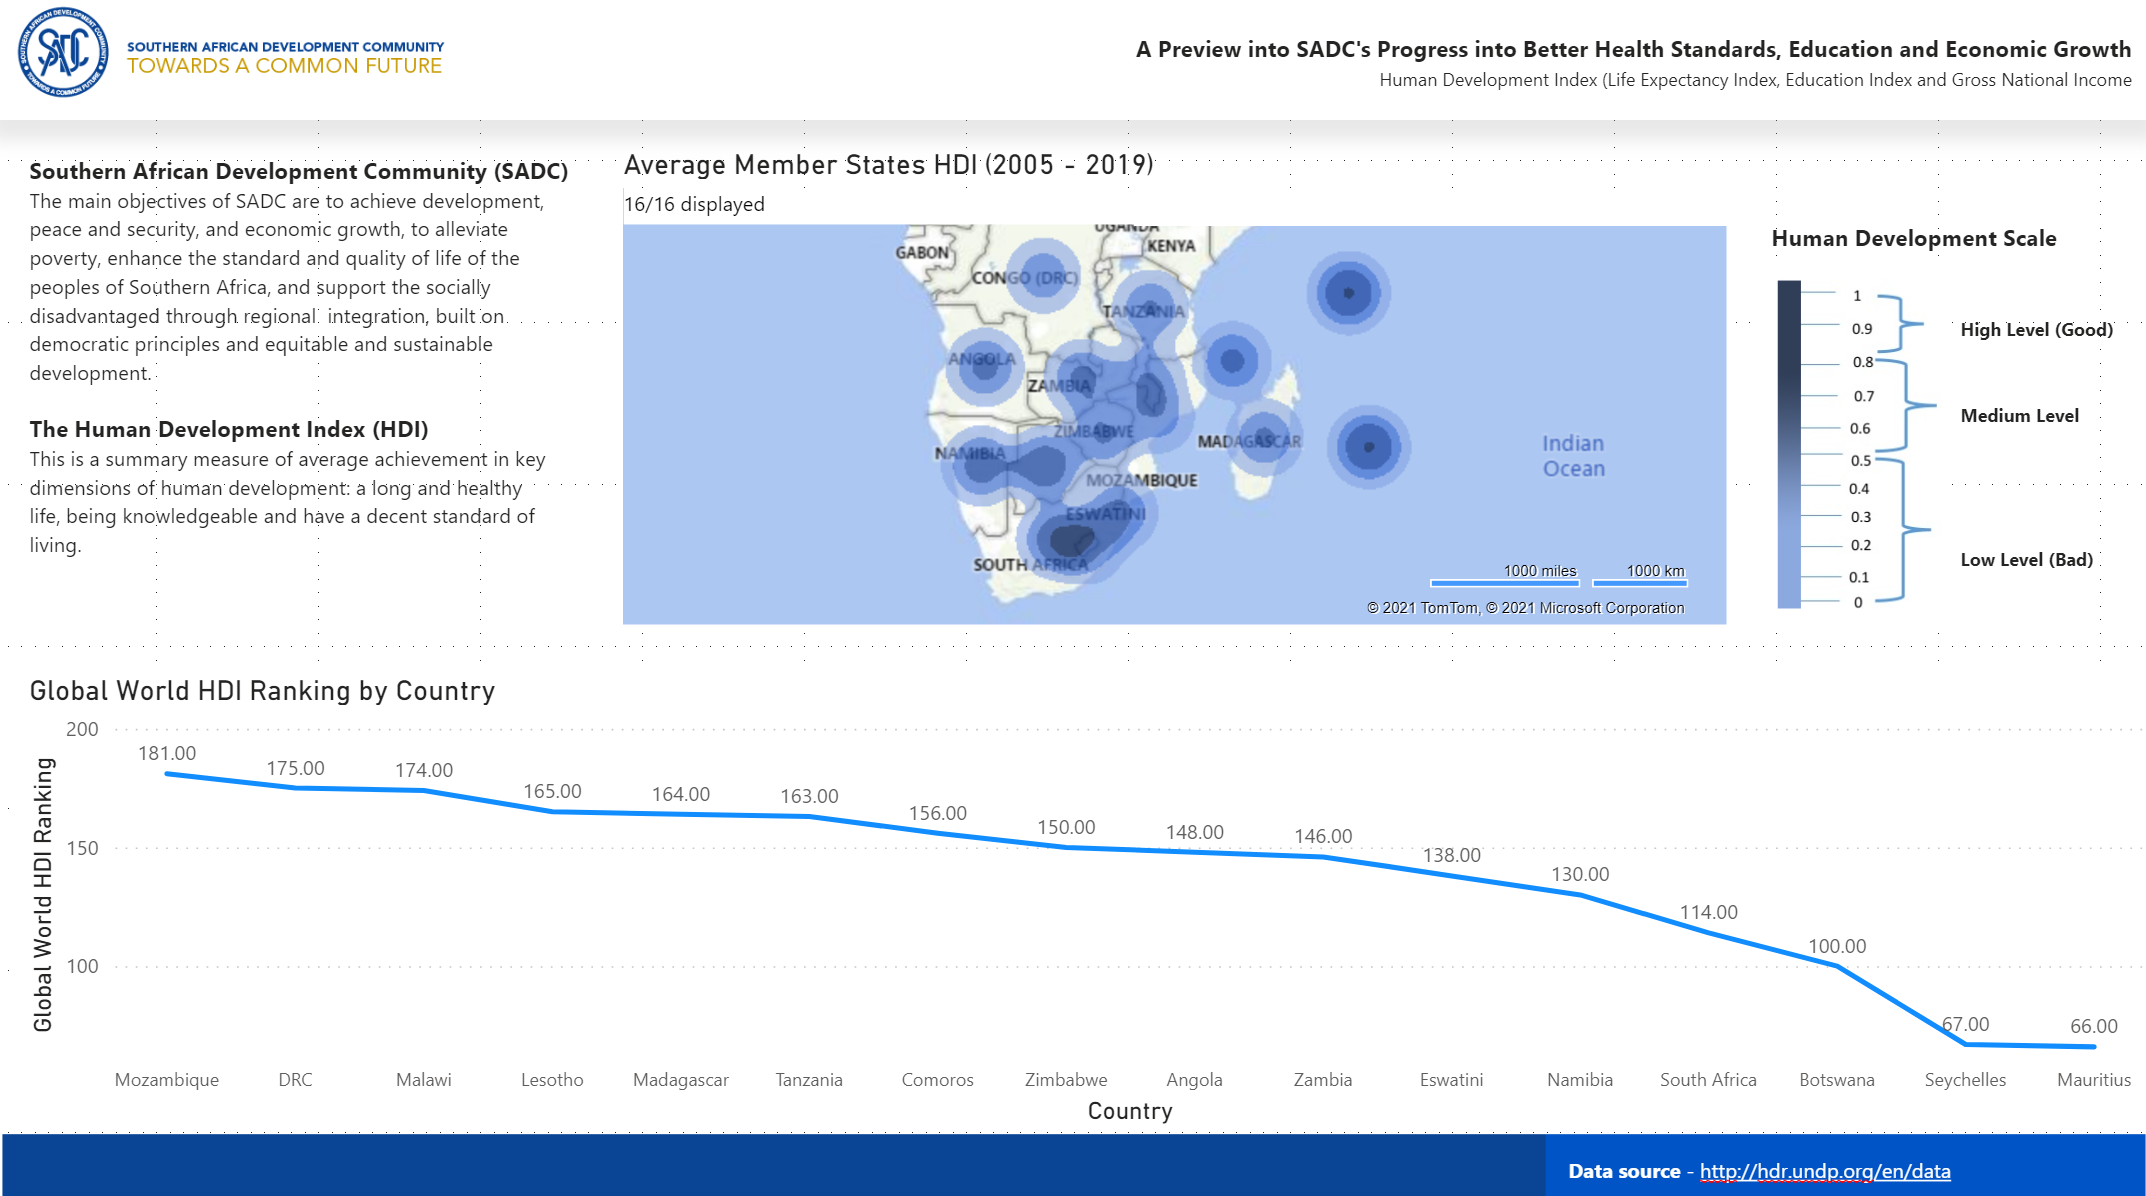 SOUTHERN AFRICAN DEVELOPMENT COMMUNITY
TOWARDS A COMMON FUTURE
SADC
SOUTHERN AFRICAN DEVELOPMENT COMMUNITY
TOWARDS A COMMON FUTURE
A Preview into SADC's Progress into Better Health Standards, Education and Economic Growth
Human Development Index (Life Expectancy Index, Education Index and Gross National Income
Southern African Development Community (SADC)
The main objectives of SADC are to achieve development,
peace and security, and economic growth, to alleviate
poverty, enhance the standard and quality of life of the
peoples of Southern Africa, and support the socially
disadvantaged through regional integration, built on
democratic principles and equitable and sustainable
development.
The Human Development Index (HDI)
This is a summary measure of average achievement in key
dimensions of human development: a long and healthy
life, being knowledgeable and have a decent standard of
living.
Average Member States HDI (2005 - 2019)
16/16 displayed
UGANDA
GABON
KENYA
CONGO (DRC)
TANZANIA
ANGOLA
ZAMBIA
ZIMBABWE
MADAGASCAR
NAMIBIA
MOZAMBIQUE
ESWATINI
SOUTH AFRICA
Indian
Ocean
1000 miles
1000 km
© 2021 TomTom, © 2021 Microsoft Corporation
Human Development Scale
1
0.9
0.8
0.7
0.6
0.5
0.4
0.3
0.2
0.1
0
High Level (Good)
Medium Level
Low Level (Bad)
Global World HDI Ranking by Country
Global World HDI Ranking
200
150
100
181.00
175.00
174.00
165.00
164.00
163.00
156.00
150.00
148.00
146.00
138.00
130.00
114.00
100.00
67.00
66.00
Mozambique
DRC
Malawi
Lesotho
Madagascar
Tanzania
Comoros
Zimbabwe
Angola
Zambia
Eswatini
Namibia
South Africa
Botswana
Seychelles
Mauritius
Country
Data source - http://hdr.undp.org/en/data